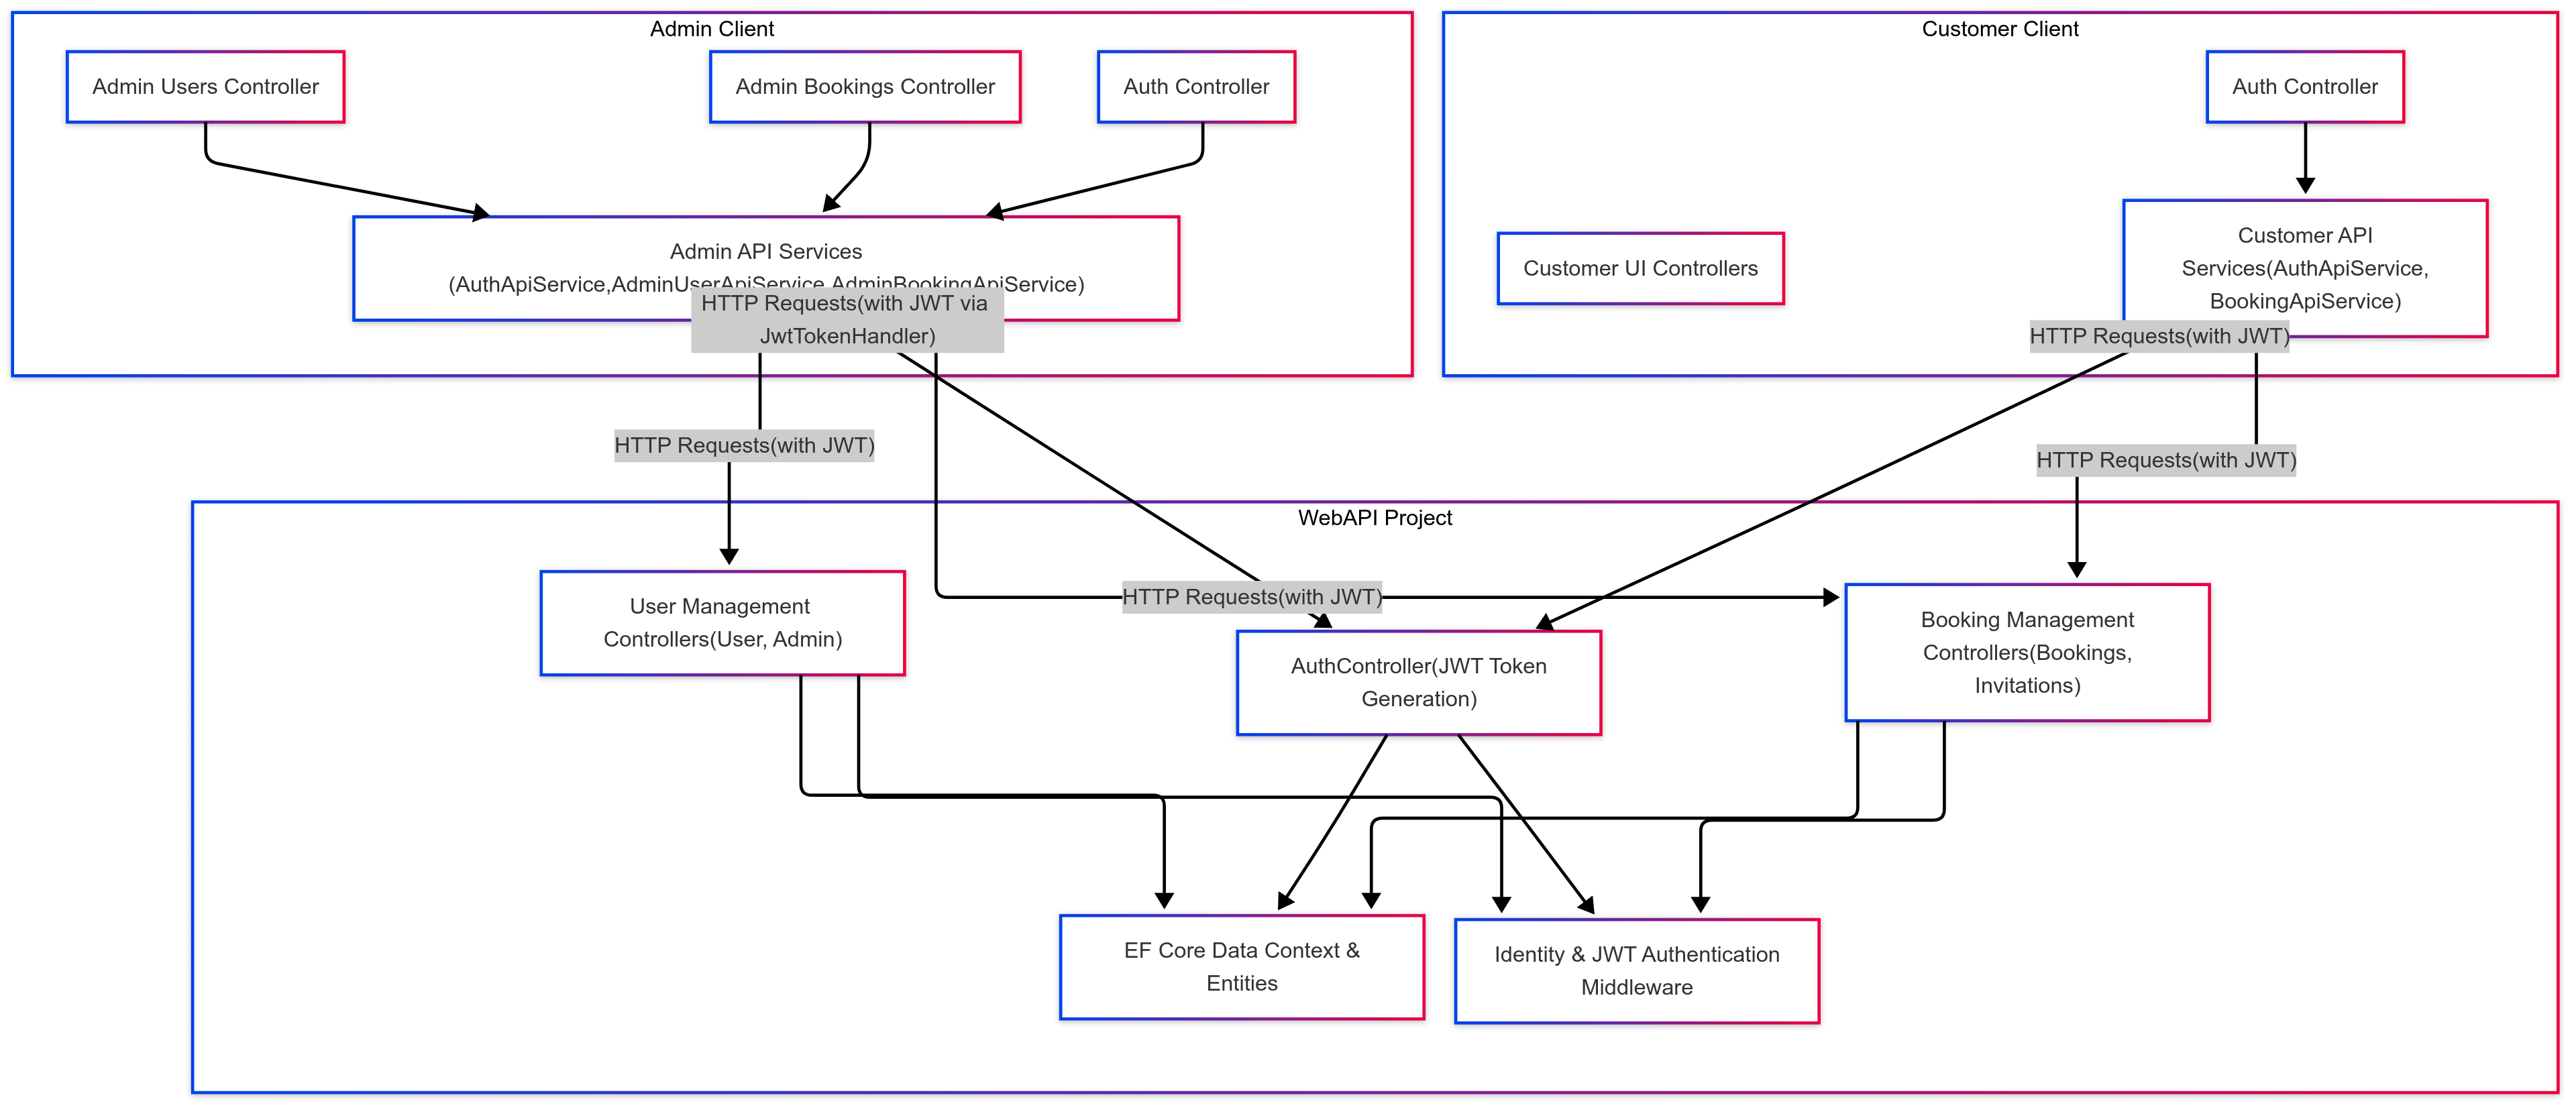 Admin Client
Customer Client
Admin Users Controller
Admin Bookings Controller
Auth Controller
Auth Controller
Admin API Services
(AuthApiService,AdminUserApiService,AdminBookingApiService)
HTTP Requests(with JWT via
JwtTokenHandler)
Customer UI Controllers
Customer API
Services(AuthApiService,
BookingApiService)
HTTP Requests(with JWT)
HTTP Requests(with JWT)
HTTP Requests(with JWT)
WebAPI Project
User Management
Controllers(User, Admin)
HTTP Requests(with JWT)
AuthController(JWT Token
Generation)
Booking Management
Controllers(Bookings,
Invitations)
EF Core Data Context &
Entities
Identity & JWT Authentication
Middleware